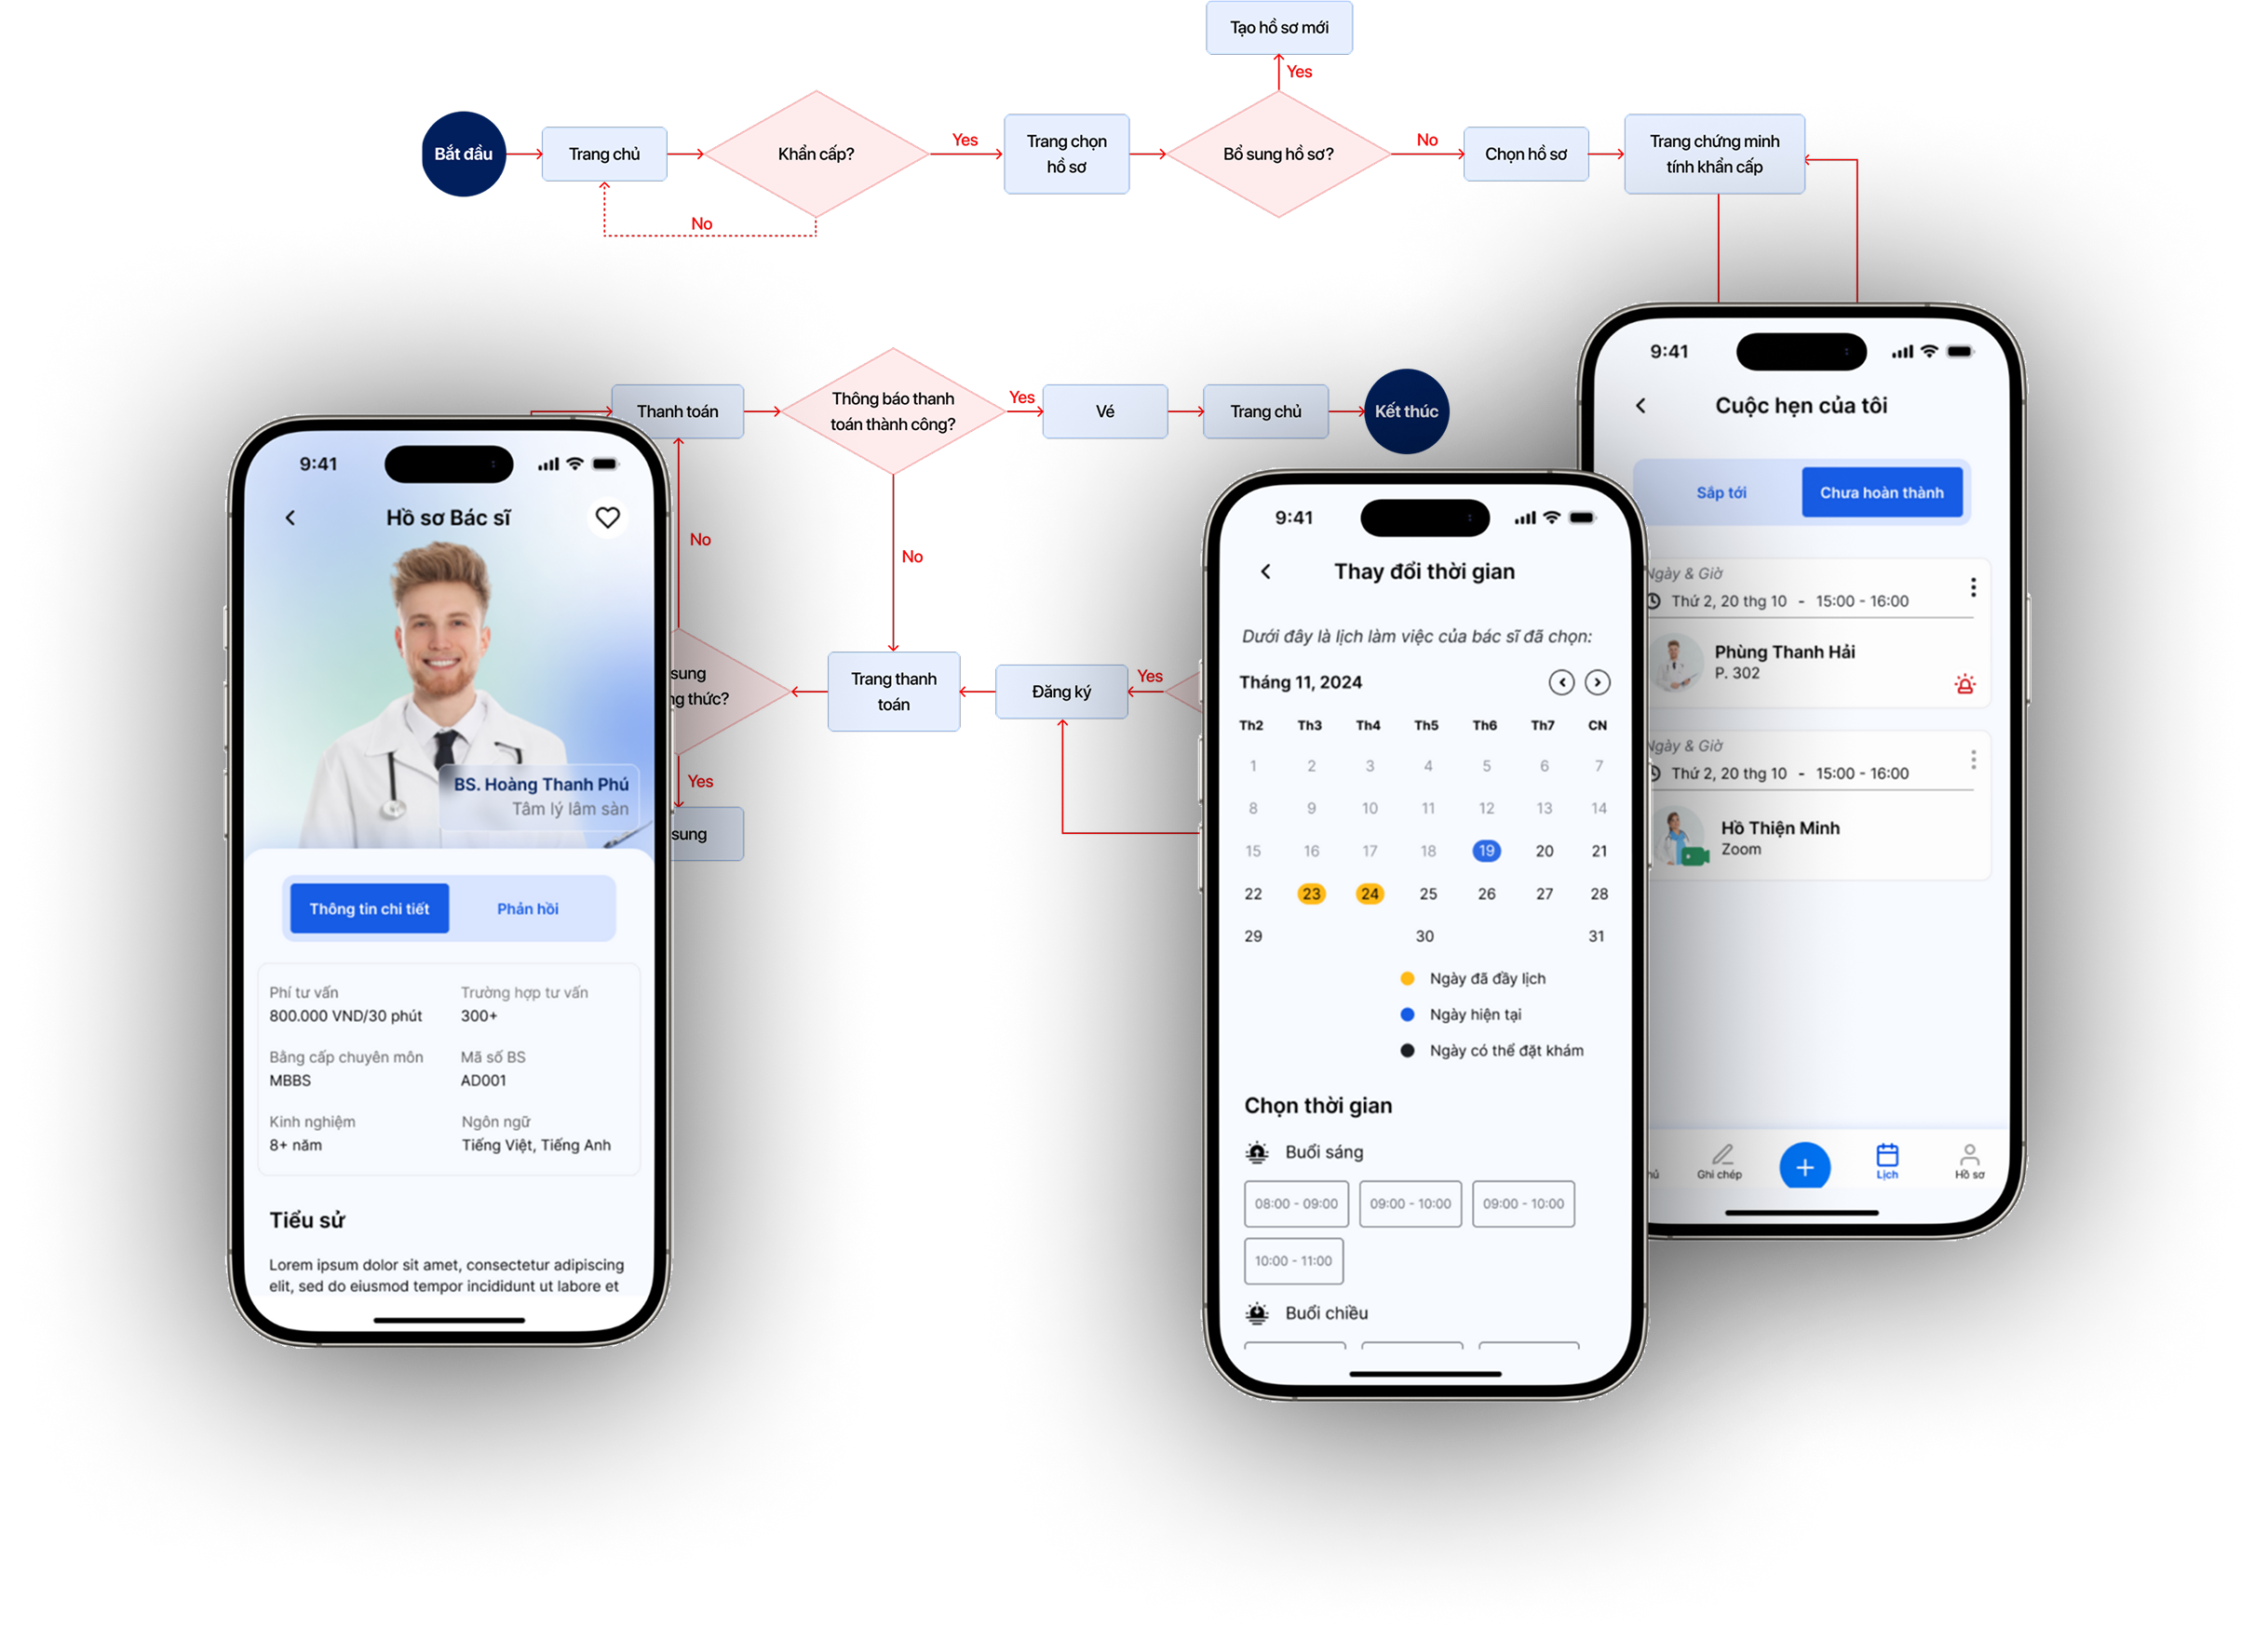 Tạo hồ sơ mới
Yes
Bắt đầu
Trang chủ
Khẩn cấp?
Yes
Trang chọn
hồ sơ
Bổ sung hồ sơ?
No
Chọn hồ sơ
Trang chứng minh
tính khẩn cấp
No
Thanh toán
Thông báo thanh
toán thành công?
Yes
Vé
Trang chủ
Kết thúc
No
No
sung
thức?
Trang thanh
toán
Đăng ký
Yes
Yes
sung
9:41
Hồ sơ Bác sĩ
BS. Hoàng Thanh Phú
Tâm lý lâm sàn
Thông tin chi tiết
Phản hồi
Phí tư vấn
800.000 VND/30 phút
Trường hợp tư vấn
300+
Bằng cấp chuyên môn
MBBS
Mã số BS
AD001
Kinh nghiệm
8+ năm
Ngôn ngữ
Tiếng Việt, Tiếng Anh
Tiểu sử
Lorem ipsum dolor sit amet, consectetur adipiscing
elit, sed do eiusmod tempor incididunt ut labore et
9:41
Thay đổi thời gian
Dưới đây là lịch làm việc của bác sĩ đã chọn:
Tháng 11, 2024
Th2 Th3 Th4 Th5 Th6 Th7 CN
1 2 3 4 5 6 7
8 9 10 11 12 13 14
15 16 17 18 19 20 21
22 23 24 25 26 27 28
29 30 31
Ngày đã đầy lịch
Ngày hiện tại
Ngày có thể đặt khám
Chọn thời gian
Buổi sáng
08:00 - 09:00 09:00 - 10:00 09:00 - 10:00
10:00 - 11:00
Buổi chiều
9:41
Cuộc hẹn của tôi
Sắp tới
Chưa hoàn thành
Ngày & Giờ
Thứ 2, 20 thg 10 - 15:00 - 16:00
Phùng Thanh Hải
P. 302
Ngày & Giờ
Thứ 2, 20 thg 10 - 15:00 - 16:00
Hồ Thiện Minh
Zoom
Ghi chép
Lịch
Hồ sơ